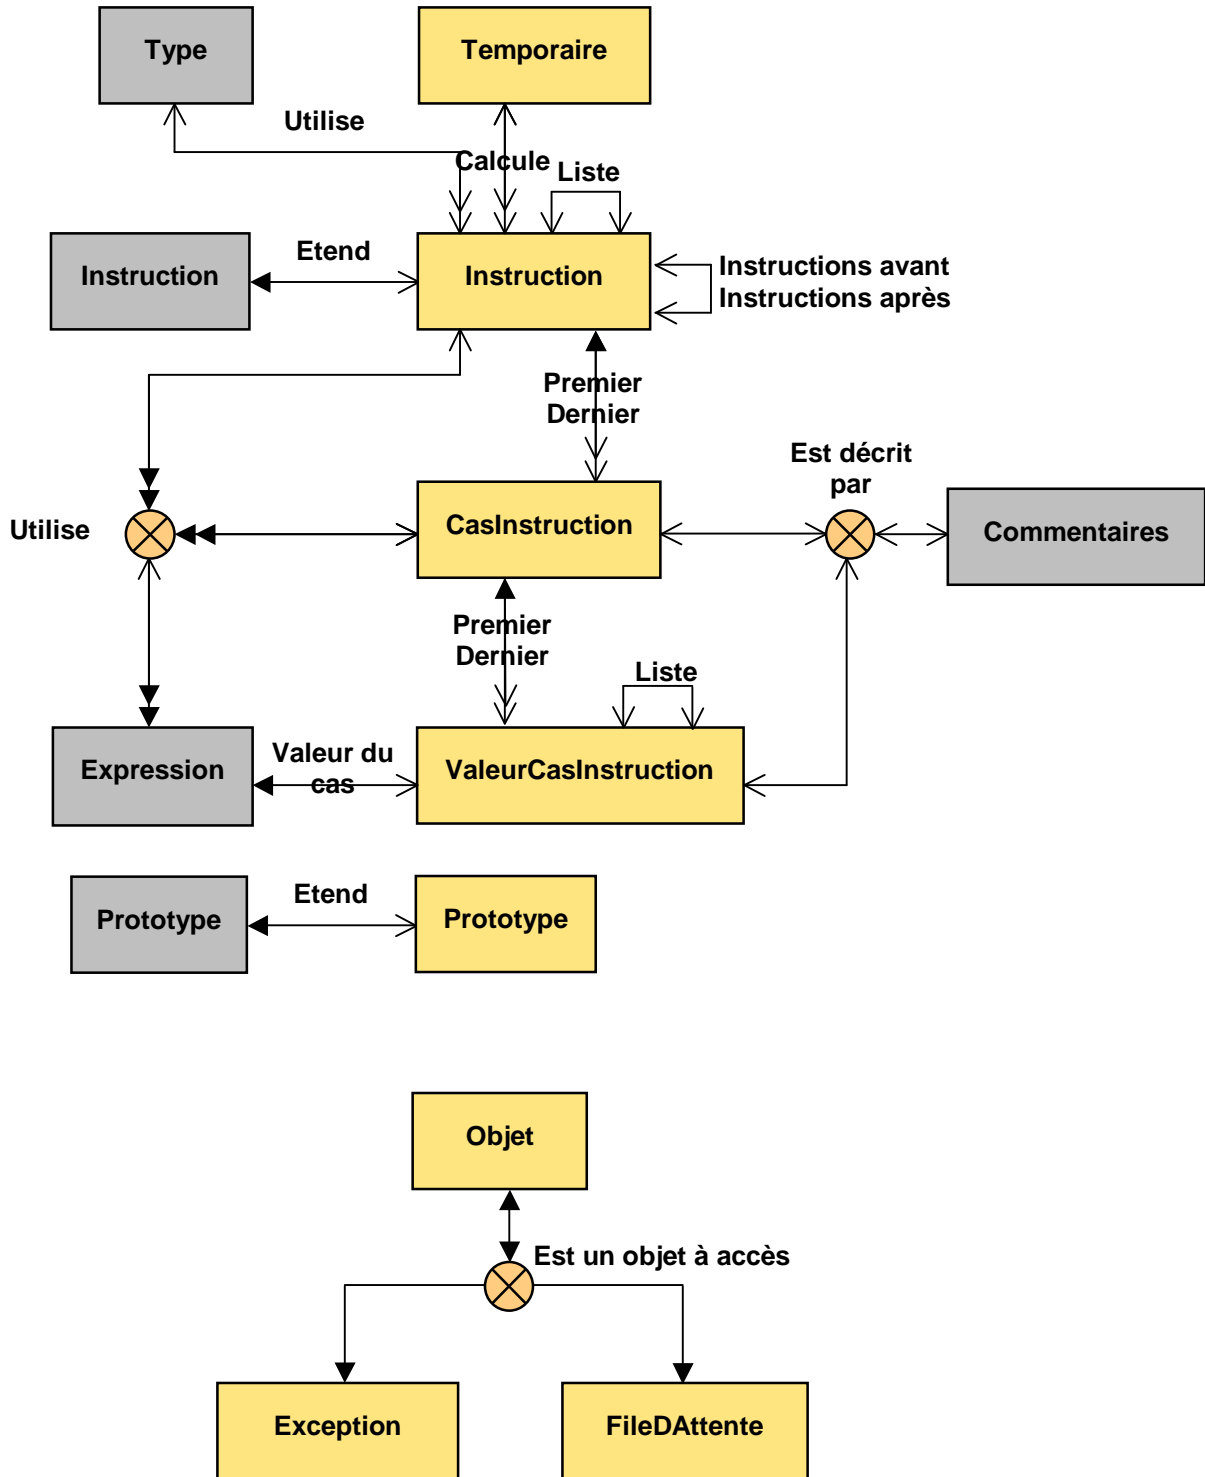 Type
Temporaire
Utilise
Calcule
Liste
Instruction
Etend
Instruction
Instructions avant
Instructions après
Premier
Dernier
Est décrit
par
Utilise
CasInstruction
Commentaires
Premier
Dernier
Liste
Expression
Valeur du
cas
ValeurCasInstruction
Prototype
Etend
Prototype
Objet
Est un objet à accès
Exception
FileDAttente